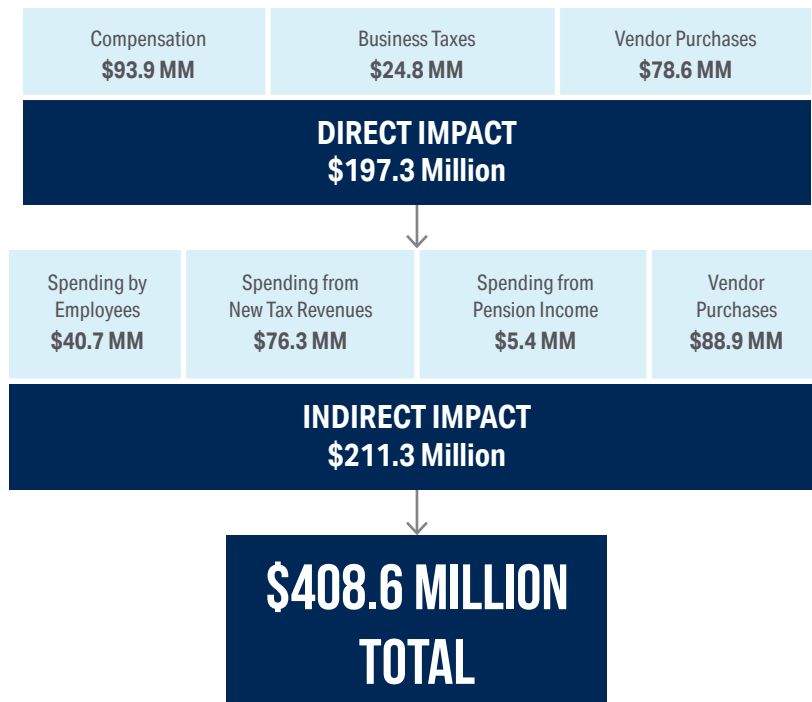 Compensation
$93.9 MM
Business Taxes
$24.8 MM
Vendor Purchases
$78.6 MM
DIRECT IMPACT
$197.3 Million
Spending by
Employees
$40.7 MM
Spending from
New Tax Revenues
$76.3 MM
Spending from
Pension Income
$5.4 MM
Vendor
Purchases
$88.9 MM
INDIRECT IMPACT
$211.3 Million
$408.6 MILLION
TOTAL